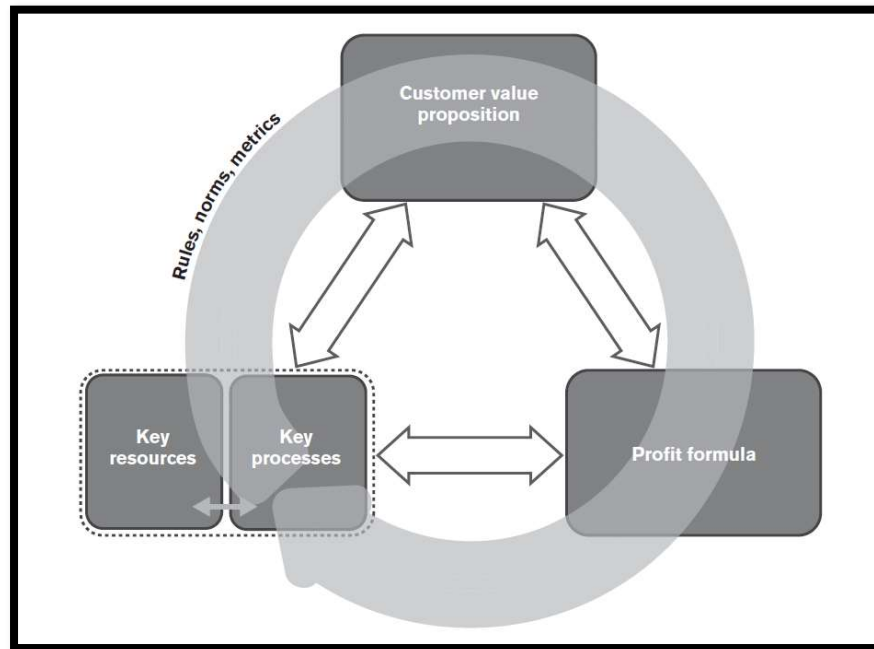 Customer value
proposition
Rules, norms, metrics
Key
resources
Key
processes
Profit formula